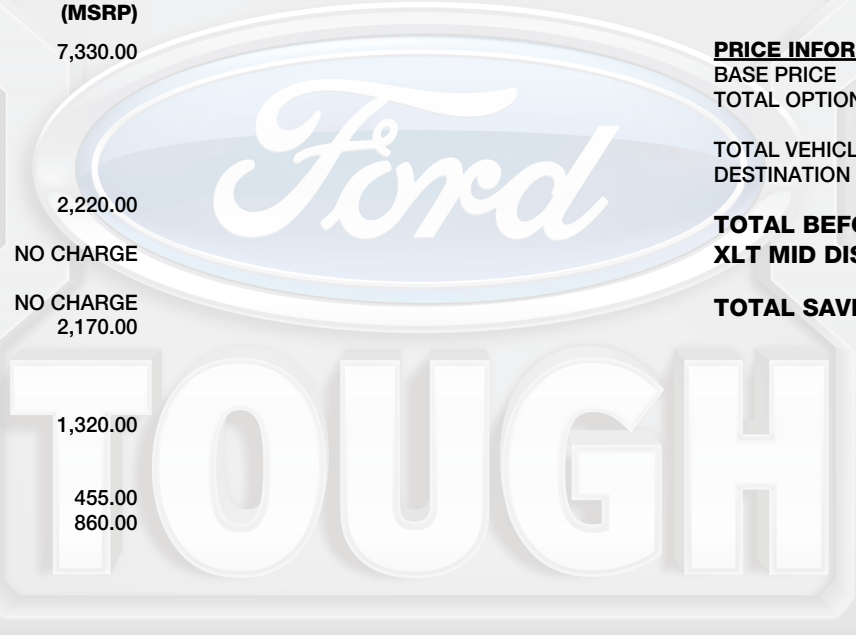 (MSRP)
7,330.00
2,220.00
NO CHARGE
NO CHARGE
2,170.00
1,320.00
455.00
860.00
PRICE INFOR
BASE PRICE
TOTAL OPTION
TOTAL VEHICL
DESTINATION
TOTAL BEFO
XLT MID DIS
TOTAL SAVI
Ford
TOUGH